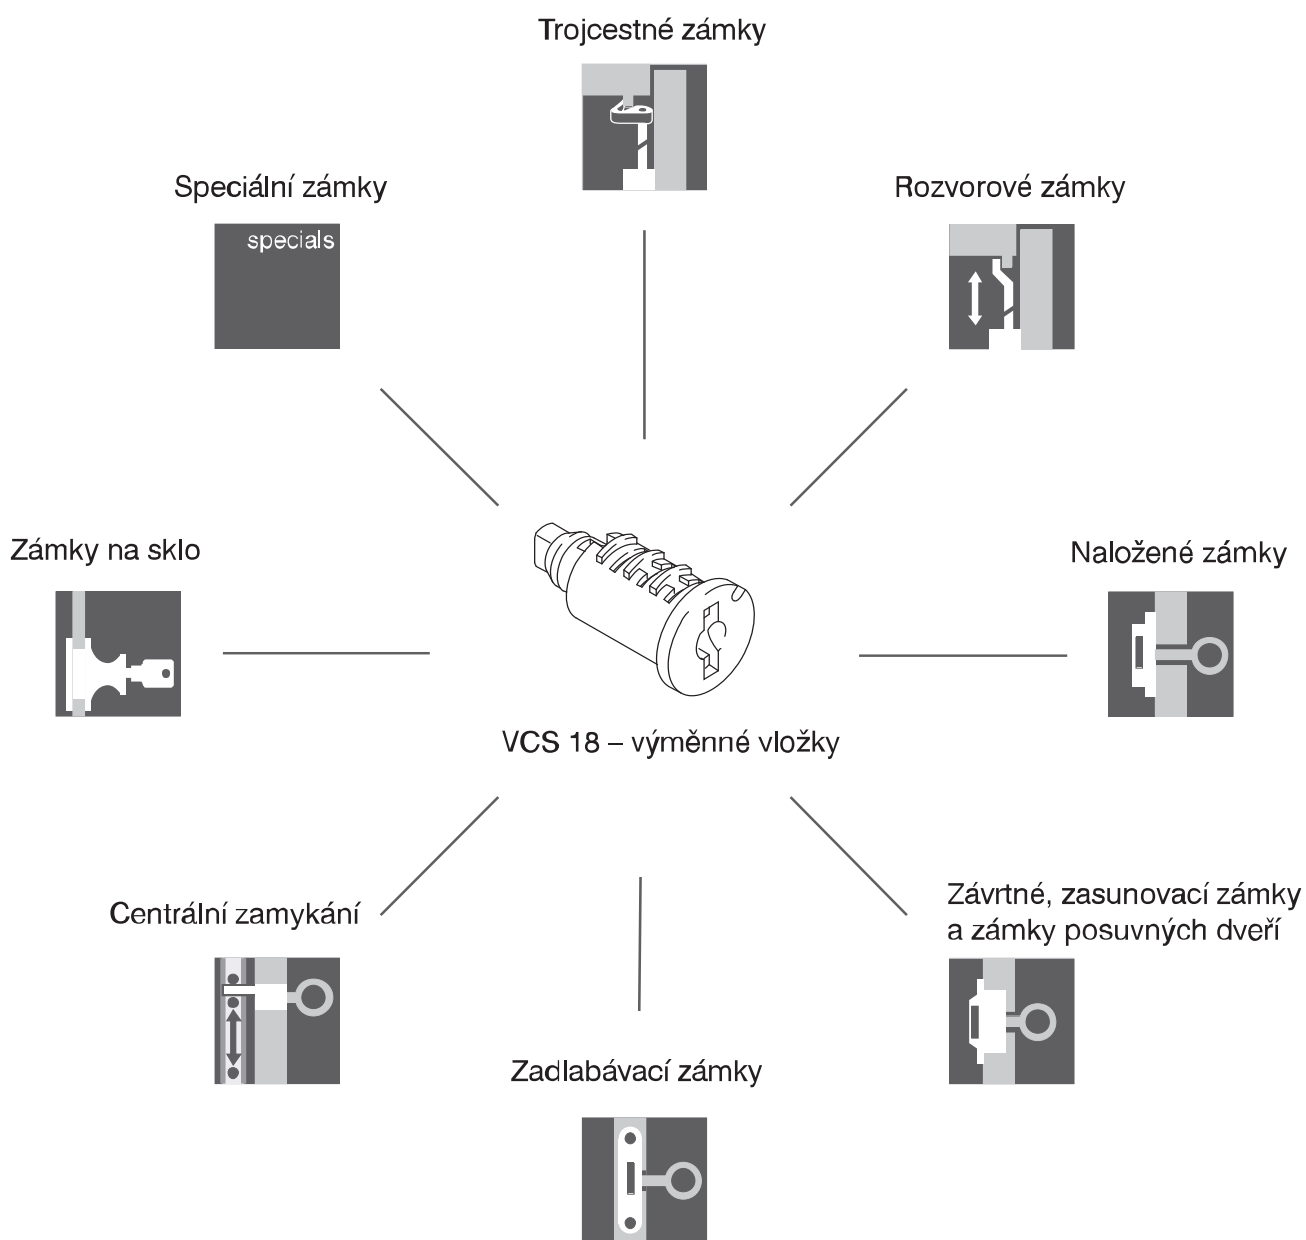 Trojcestné zámky
Speciální zámky
Rozvorové zámky
specials
Zámky na sklo
Naložené zámky
VCS 18 – výměnné vložky
Centrální zamykání
Závrtné, zasunovací zámky
a zámky posuvných dveří
Zadlabávací zámky